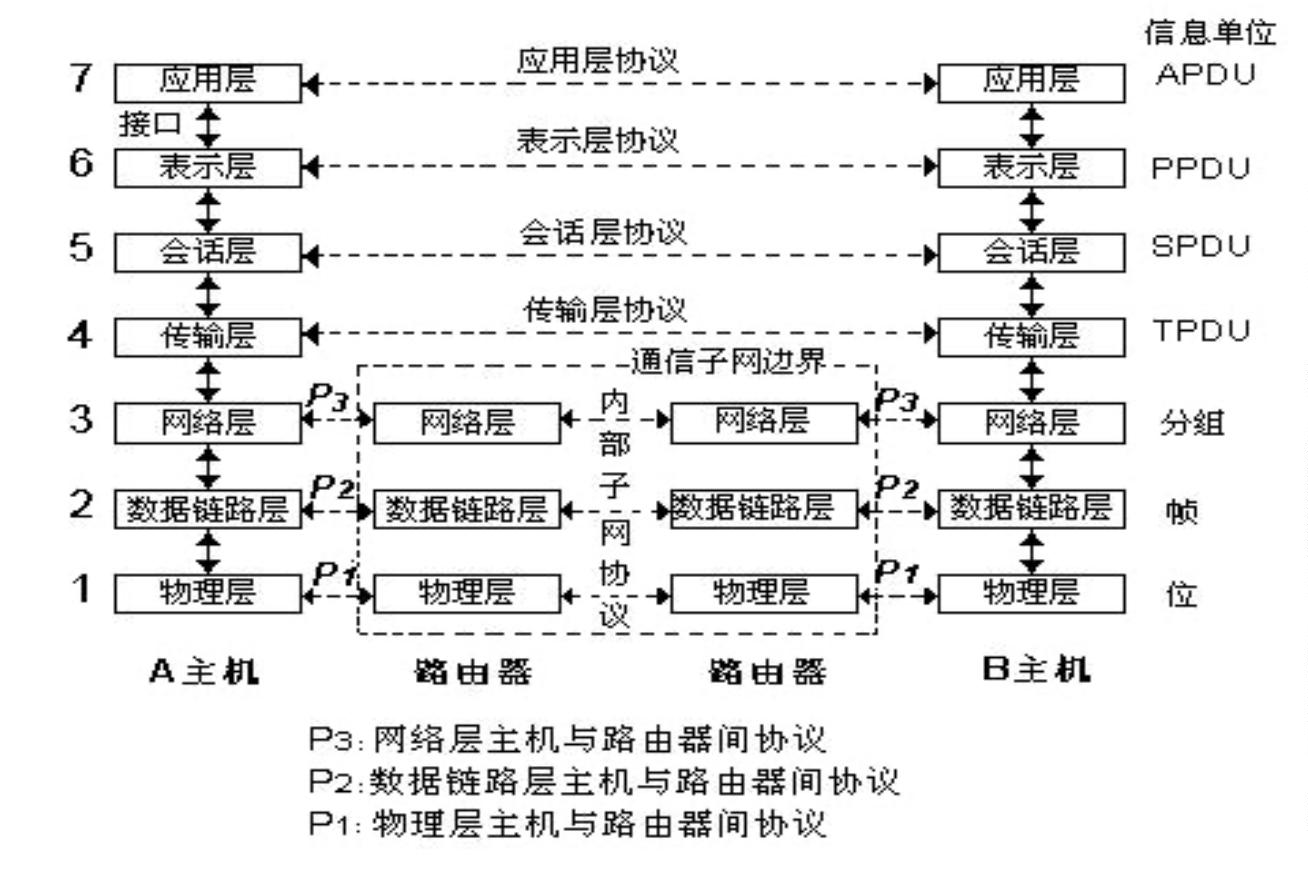 信息单位
7 应用层 应用层协议 应用层 APDU
接口
6 表示层 表示层协议 表示层 PPDU
5 会话层 会话层协议 会话层 SPDU
4 传输层 传输层协议 传输层 TPDU
通信子网边界
3 网络层 P3 网络层 网络层 P3 网络层 分组
2 数据链路层 P2 数据链路层 数据链路层 P2 数据链路层 帧
1 物理层 P1 物理层 物理层 P1 物理层 位
内部子网协议
A主机 路由器 路由器 B主机
P3:网络层主机与路由器间协议
P2:数据链路层主机与路由器间协议
P1:物理层主机与路由器间协议